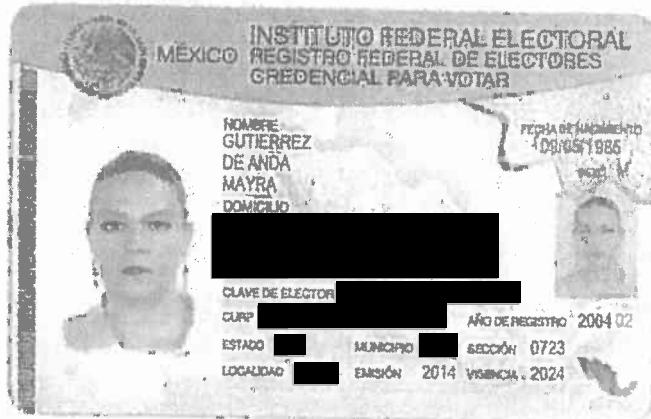 INSTITUTO FEDERAL ELECTORAL
MÉXICO REGISTRO FEDERAL DE ELECTORES
CREDENCIAL PARA VOTAR
NOMBRE
GUTIERREZ
DE ANDA
MAYRA
FECHA DE NACIMIENTO
SEXO M
DOMICILIO
CLAVE DE ELECTOR
CURP
AÑO DE REGISTRO 2004 02
ESTADO MUNICIPIO SECCIÓN 0723
LOCALIDAD EMISIÓN 2014 VIGENCIA 2024